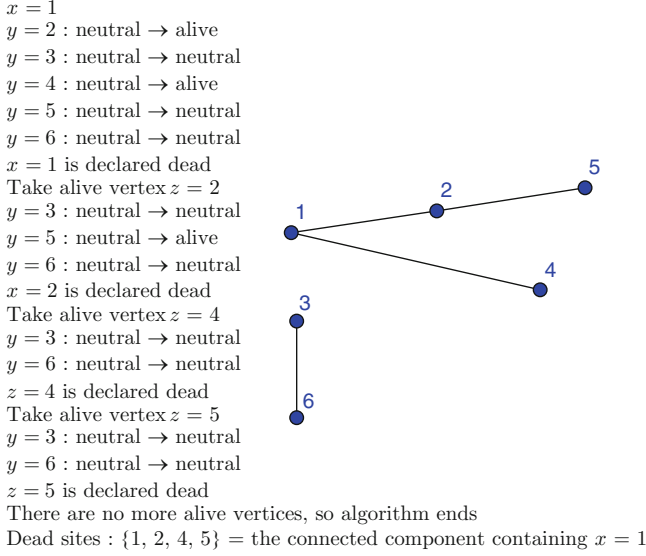 x = 1
y = 2 : neutral → alive
y = 3 : neutral → neutral
y = 4 : neutral → alive
y = 5 : neutral → neutral
y = 6 : neutral → neutral
x = 1 is declared dead
Take alive vertex z = 2
y = 3 : neutral → neutral
y = 5 : neutral → alive
y = 6 : neutral → neutral
x = 2 is declared dead
Take alive vertex z = 4
y = 3 : neutral → neutral
y = 6 : neutral → neutral
z = 4 is declared dead
Take alive vertex z = 5
y = 3 : neutral → neutral
y = 6 : neutral → neutral
z = 5 is declared dead
There are no more alive vertices, so algorithm ends
Dead sites : {1, 2, 4, 5} = the connected component containing x = 1
5
2
1
4
3
6